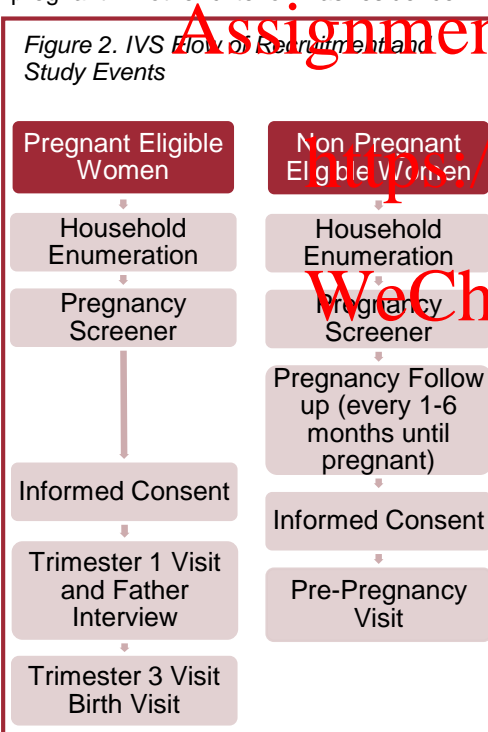 Figure 2. IVS Flow of Recruitment and
Study Events
Assignmen
Pregnant Eligible
Women
Household
Enumeration
Pregnancy
Screener
Informed Consent
Trimester 1 Visit
and Father
Interview
Trimester 3 Visit
Birth Visit
Non Pregnant
Eligible Women
https:/
Household
Enumeration
Pregnancy
Screener
WeCh
Pregnancy Follow
up (every 1-6
months until
pregnant)
Informed Consent
Pre-Pregnancy
Visit